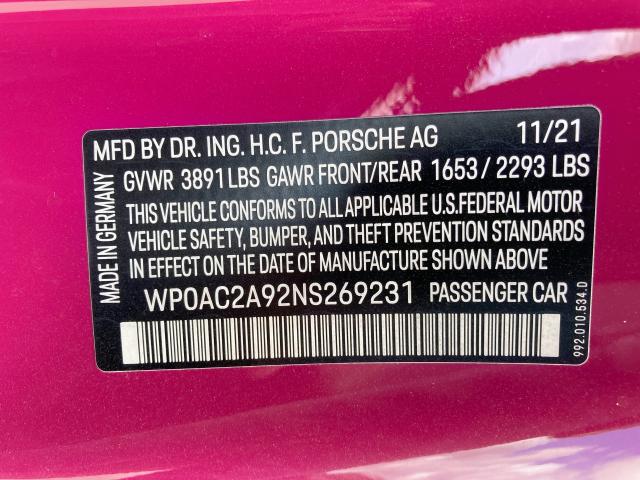 MFD BY DR. ING. H.C. F. PORSCHE AG 11/21
GVWR 3891 LBS GAWR FRONT/REAR 1653 / 2293 LBS
THIS VEHICLE CONFORMS TO ALL APPLICABLE U.S.FEDERAL MOTOR
VEHICLE SAFETY, BUMPER, AND THEFT PREVENTION STANDARDS
IN EFFECT ON THE DATE OF MANUFACTURE SHOWN ABOVE
WP0AC2A92NS269231 PASSENGER CAR
MADE IN GERMANY
992.010.534.D